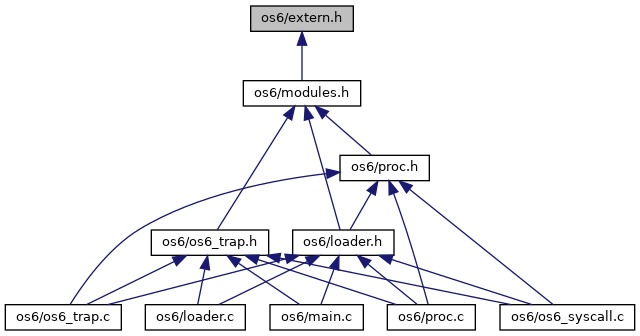 os6/extern.h
os6/modules.h
os6/proc.h
os6/os6_trap.h
os6/loader.h
os6/os6_trap.c
os6/loader.c
os6/main.c
os6/proc.c
os6/os6_syscall.c